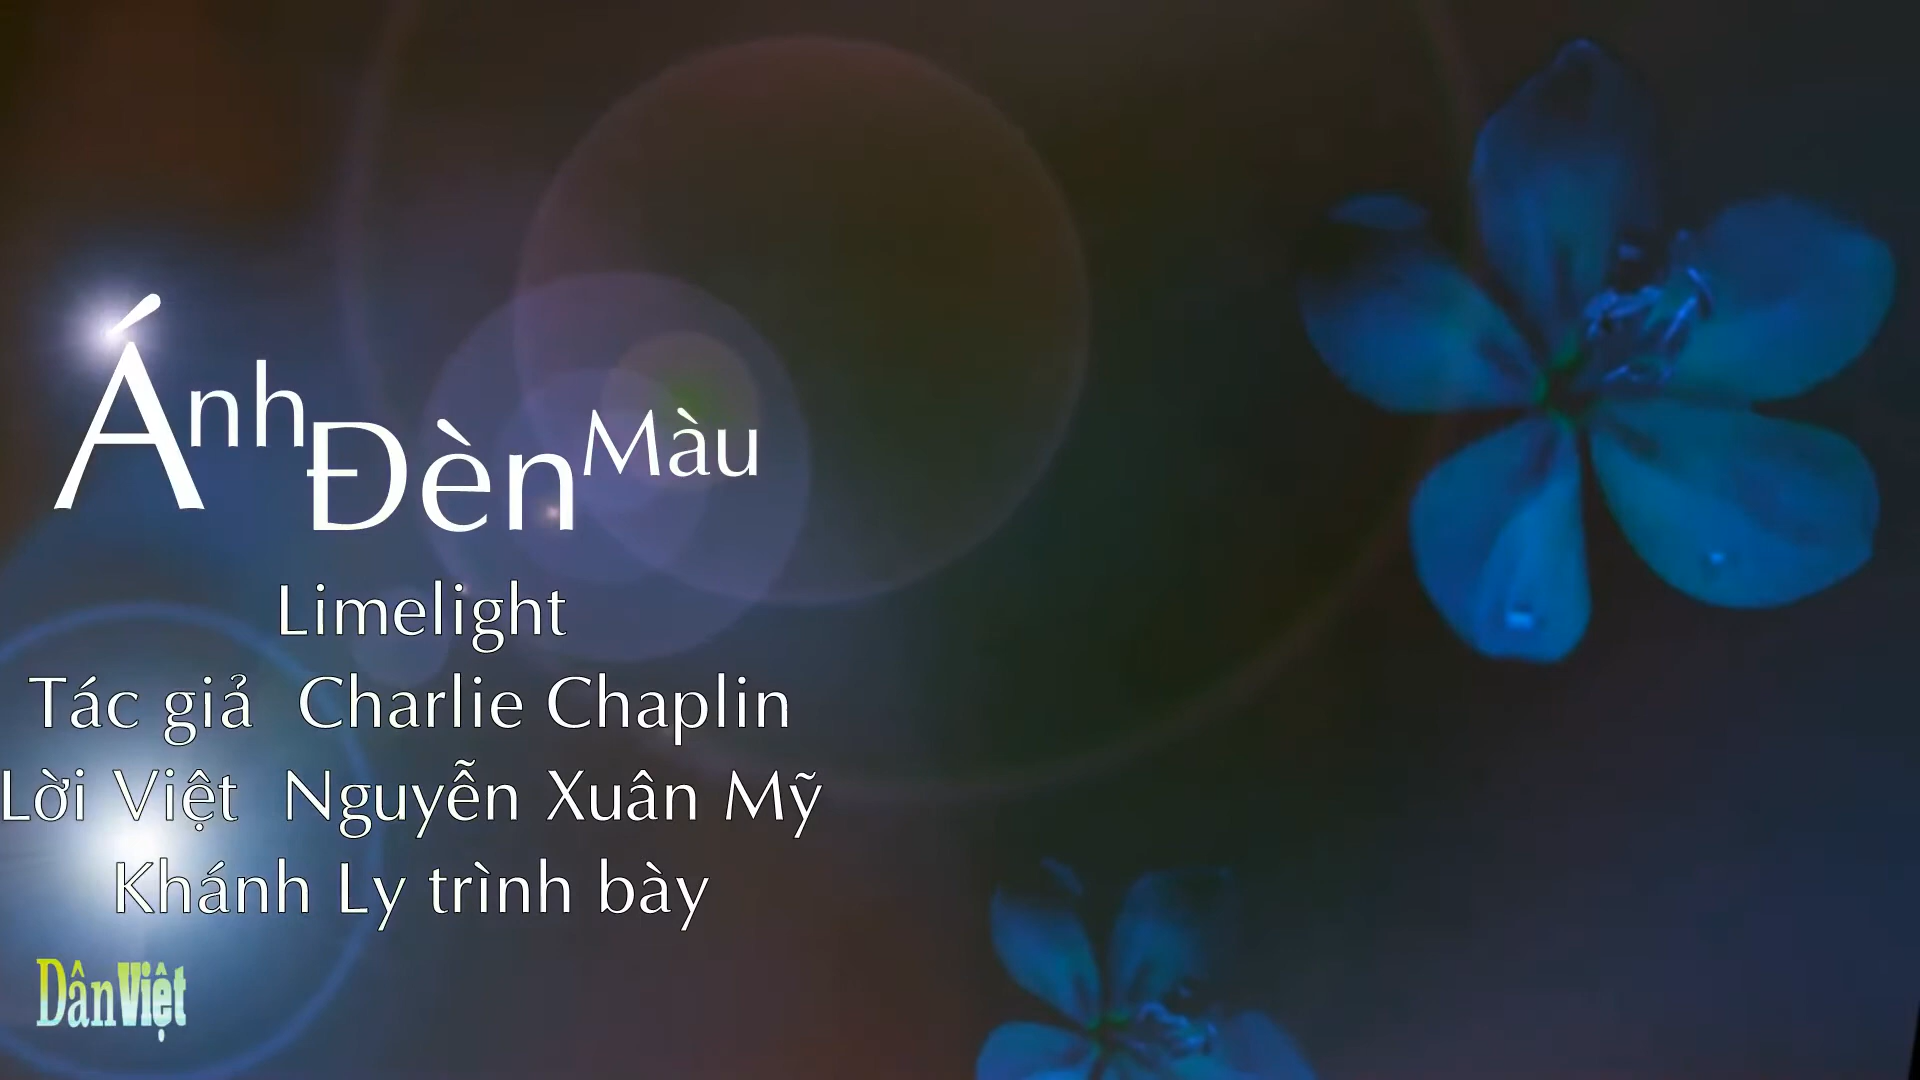 Ánh Đèn Màu
Limelight
Tác giả Charlie Chaplin
Lời Việt Nguyễn Xuân Mỹ
Khánh Ly trình bày
DânViệt